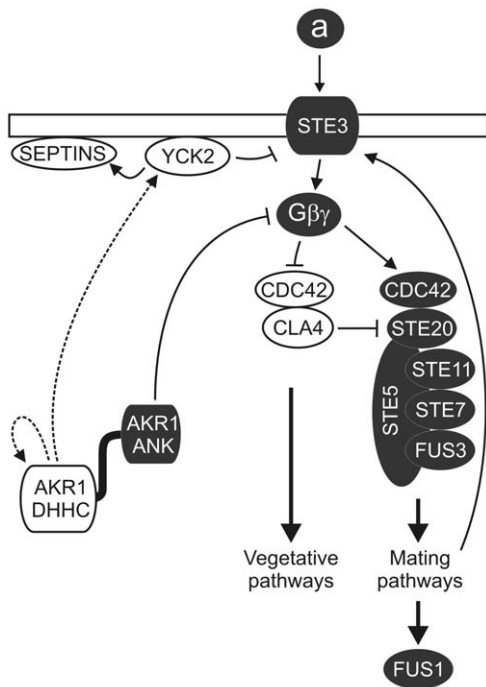 a
STE3
SEPTINS
YCK2
Gβγ
CDC42
CLA4
CDC42
STE20
STE11
STE7
FUS3
STE5
AKR1
ANK
AKR1
DHHC
Vegetative
pathways
Mating
pathways
FUS1